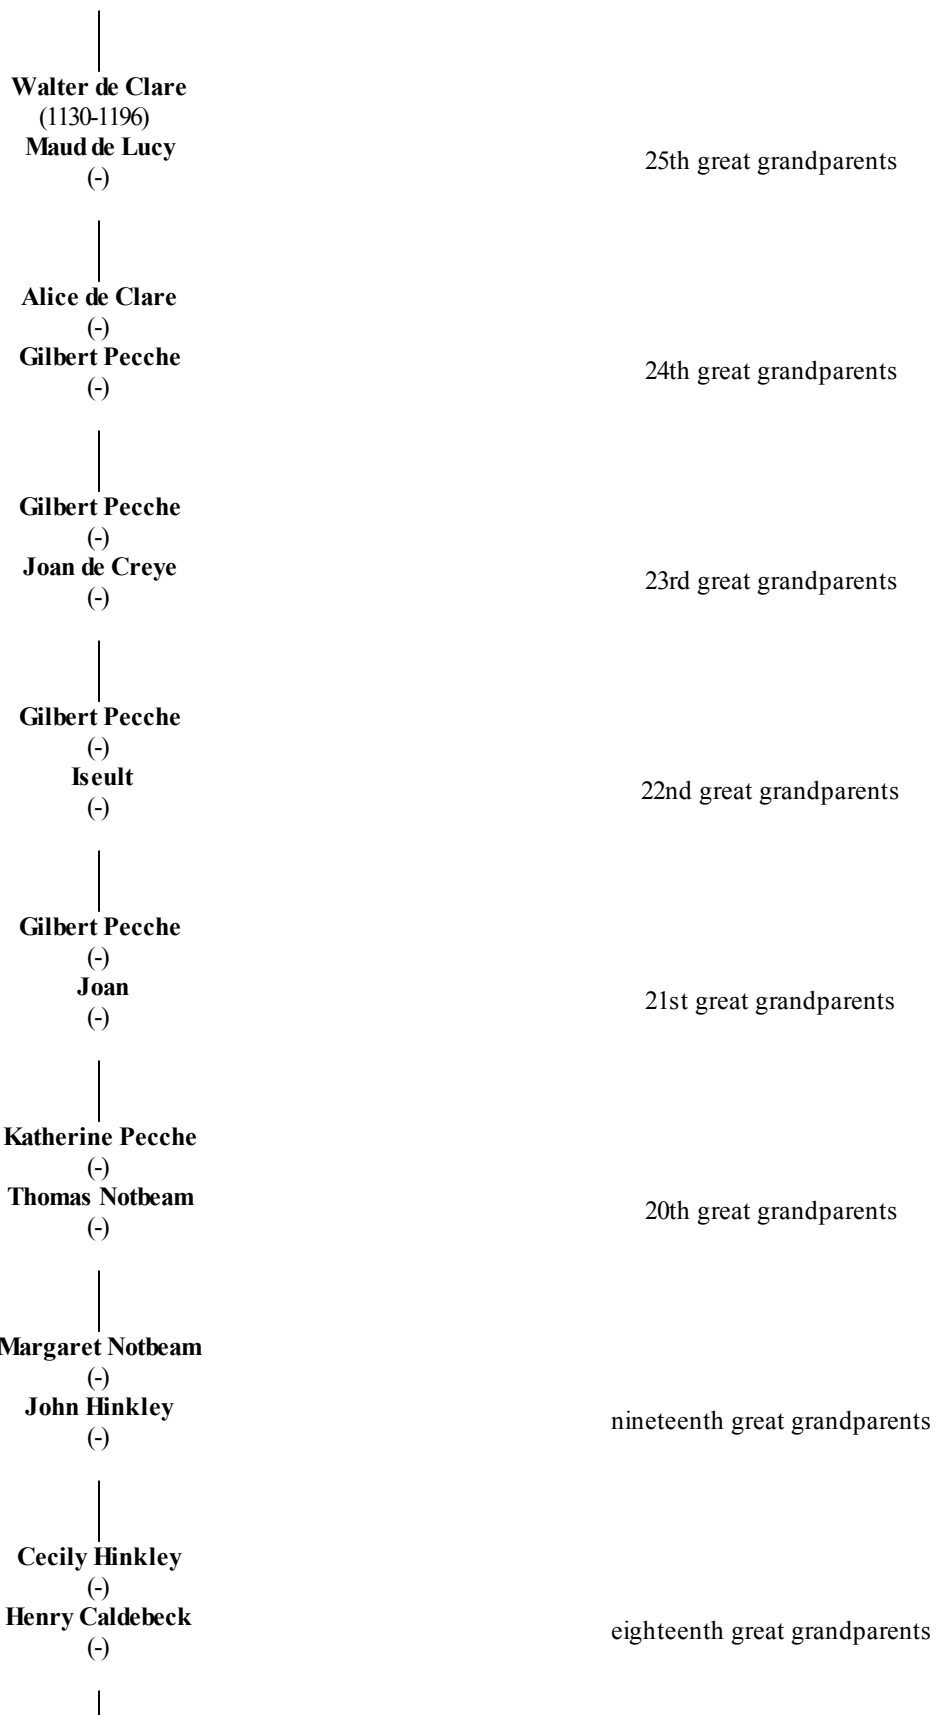 Walter de Clare
(1130-1196)
Maud de Lucy
25th great grandparents
(-)
Alice de Clare
(-)
Gilbert Pecche
24th great grandparents
(-)
Gilbert Pecche
(-)
Joan de Creye
23rd great grandparents
(-)
Gilbert Pecche
(-)
Iseult
22nd great grandparents
(-)
Gilbert Pecche
(-)
Joan
21st great grandparents
(-)
Katherine Pecche
(-)
Thomas Notbeam
20th great grandparents
(-)
Margaret Notbeam
(-)
John Hinkley
nineteenth great grandparents
(-)
Cecily Hinkley
(-)
Henry Caldebeck
eighteenth great grandparents
(-)